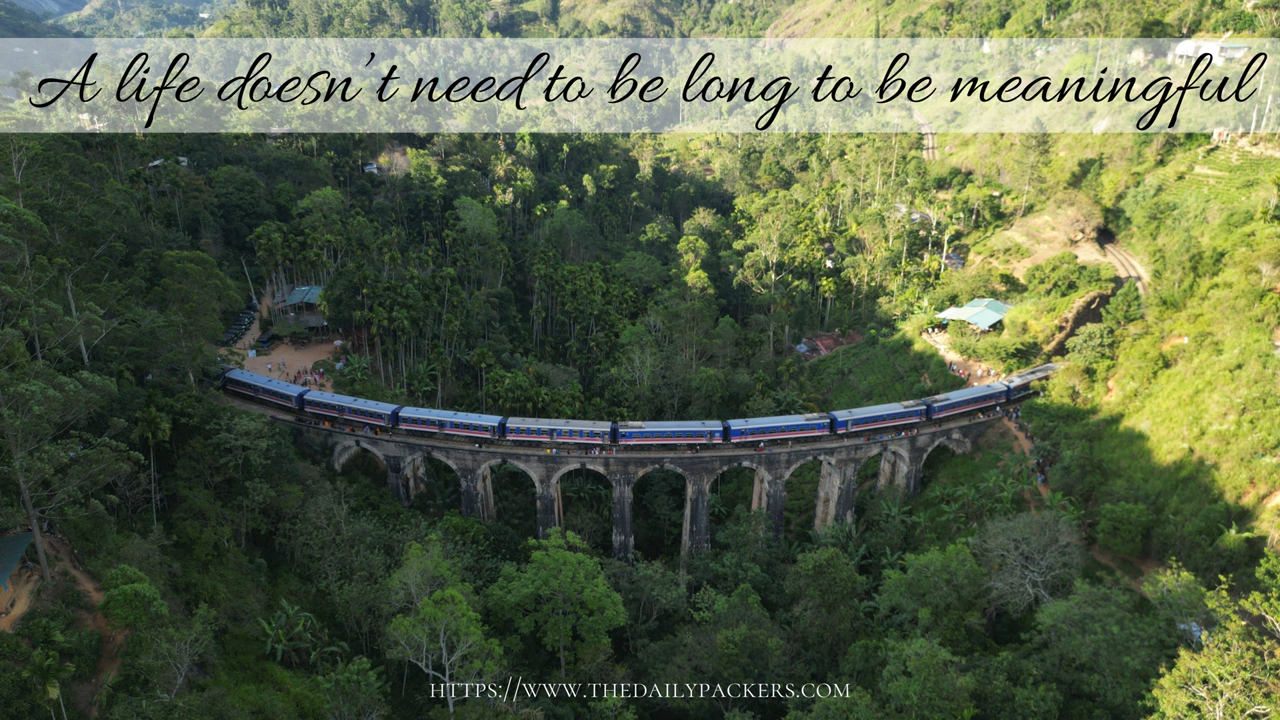 A life doesn't need to be long to be meaningful
HTTPS://WWW.THEDAILYPACKERS.COM